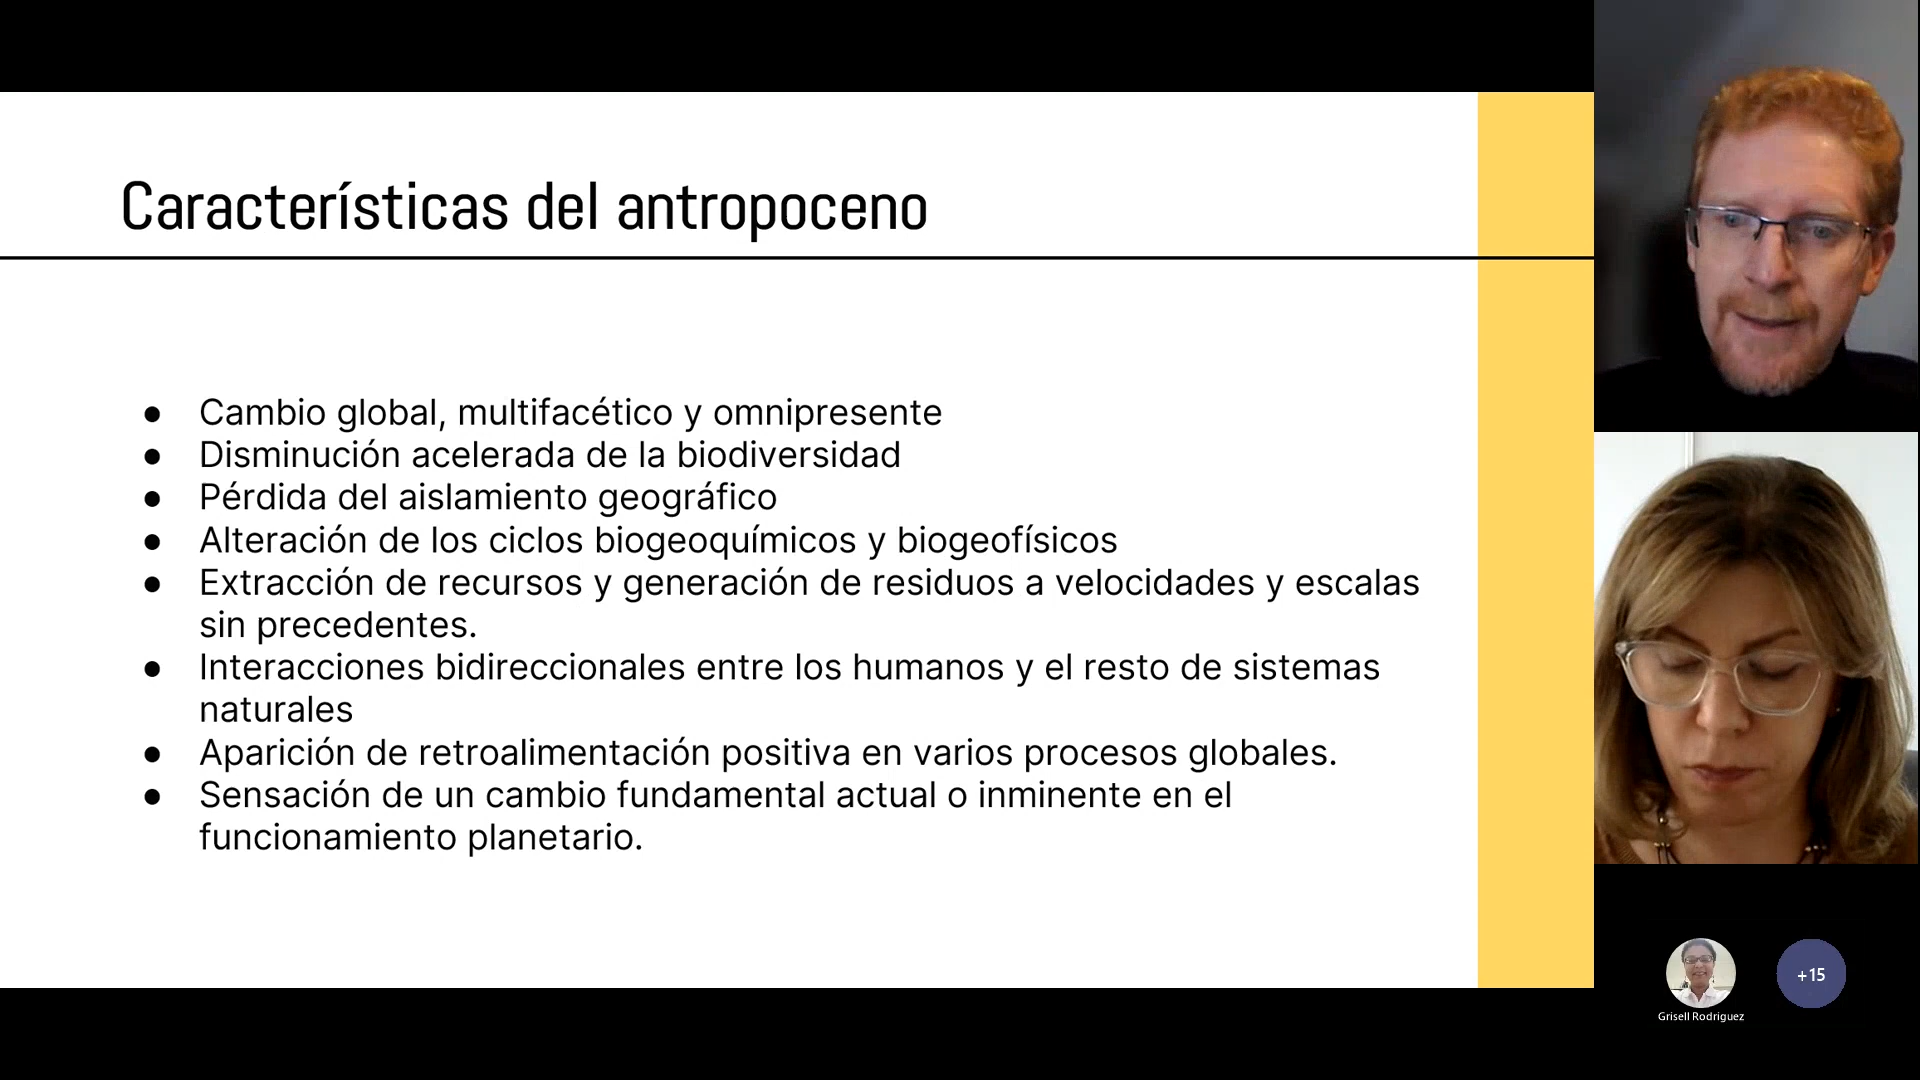 Características del antropoceno
● Cambio global, multifacético y omnipresente
● Disminución acelerada de la biodiversidad
● Pérdida del aislamiento geográfico
● Alteración de los ciclos biogeoquímicos y biogeofísicos
● Extracción de recursos y generación de residuos a velocidades y escalas
sin precedentes.
● Interacciones bidireccionales entre los humanos y el resto de sistemas
naturales
● Aparición de retroalimentación positiva en varios procesos globales.
● Sensación de un cambio fundamental actual o inminente en el
funcionamiento planetario.
+15
Grisell Rodriguez